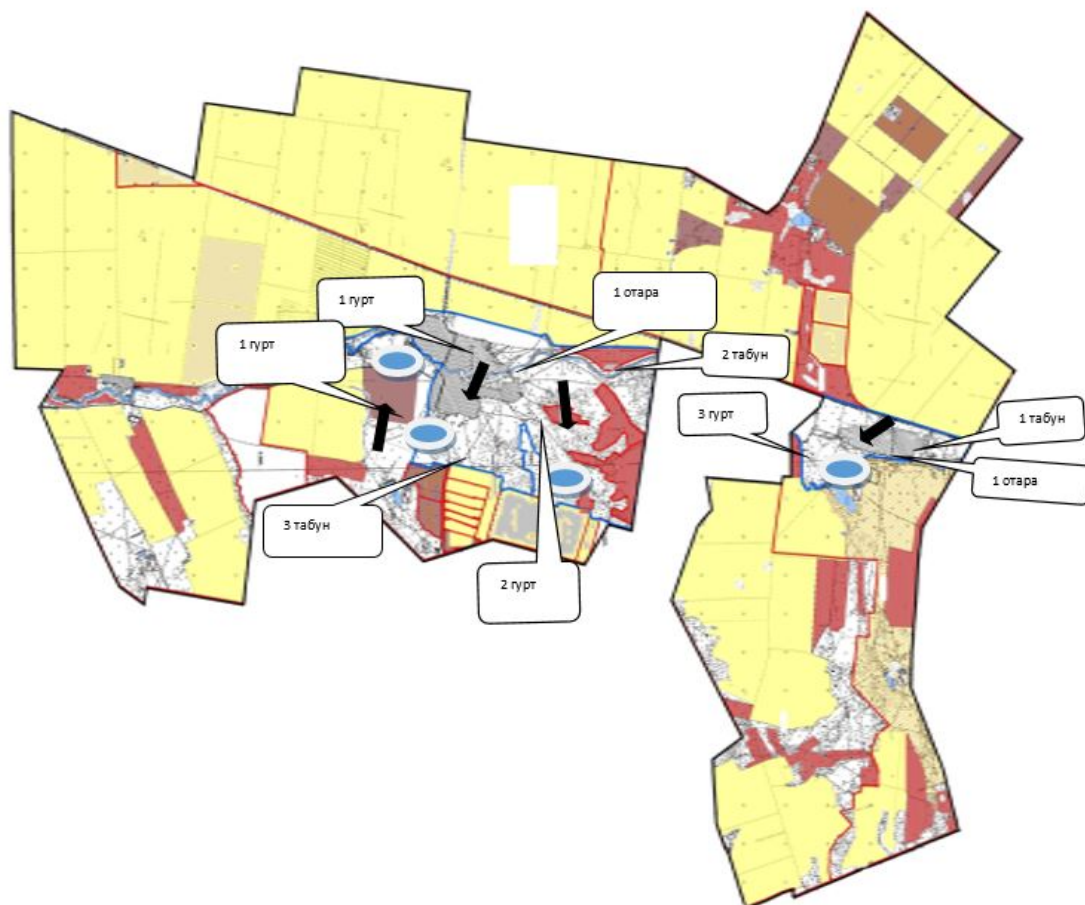 1 гурт
1 отара
1 гурт
2 табун
3 гурт
1 табун
1 отара
3 табун
2 гурт